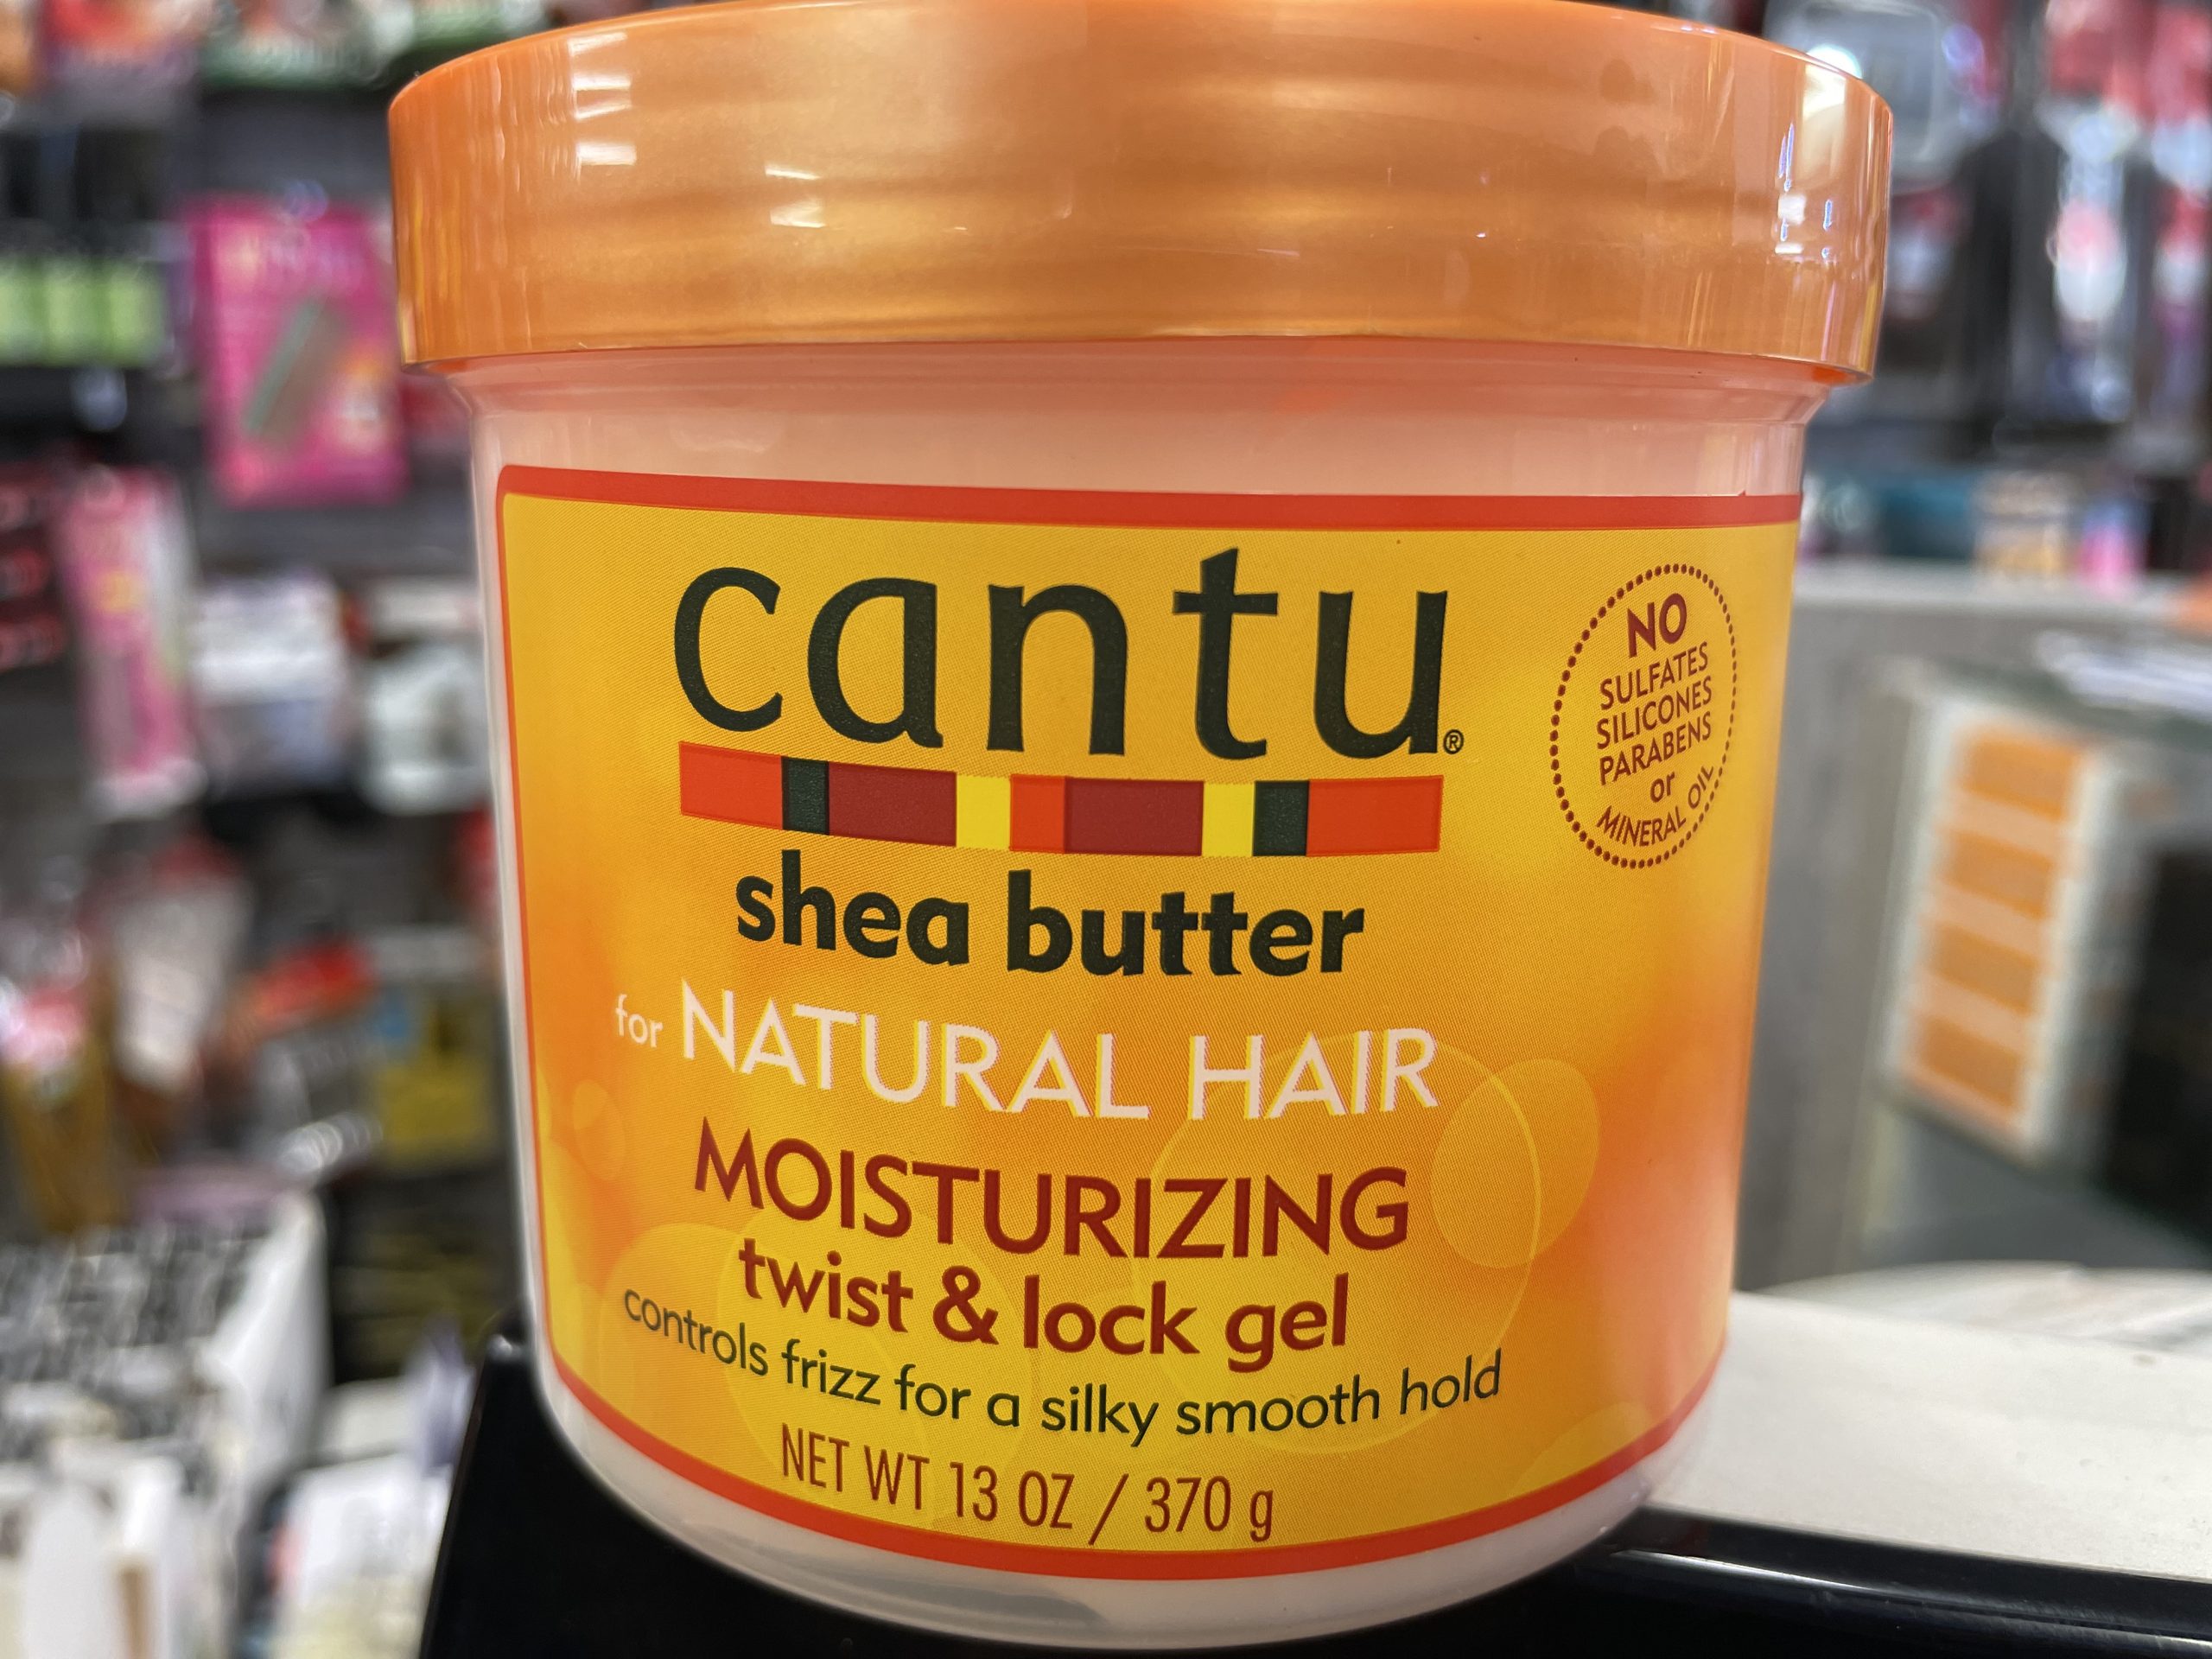 cantu®
NO
SULFATES
SILICONES
PARABENS
or
MINERAL OIL
shea butter
for NATURAL HAIR
MOISTURIZING
twist & lock gel
controls frizz for a silky smooth hold
NET WT 13 OZ / 370 g